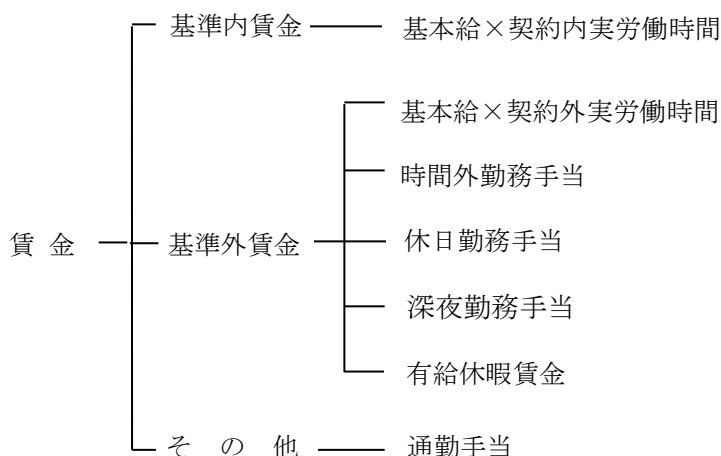 基準内賃金 基本給×契約内実労働時間
基本給×契約外実労働時間
時間外勤務手当
賃金 基準外賃金 休日勤務手当
深夜勤務手当
有給休暇賃金
その他 通勤手当